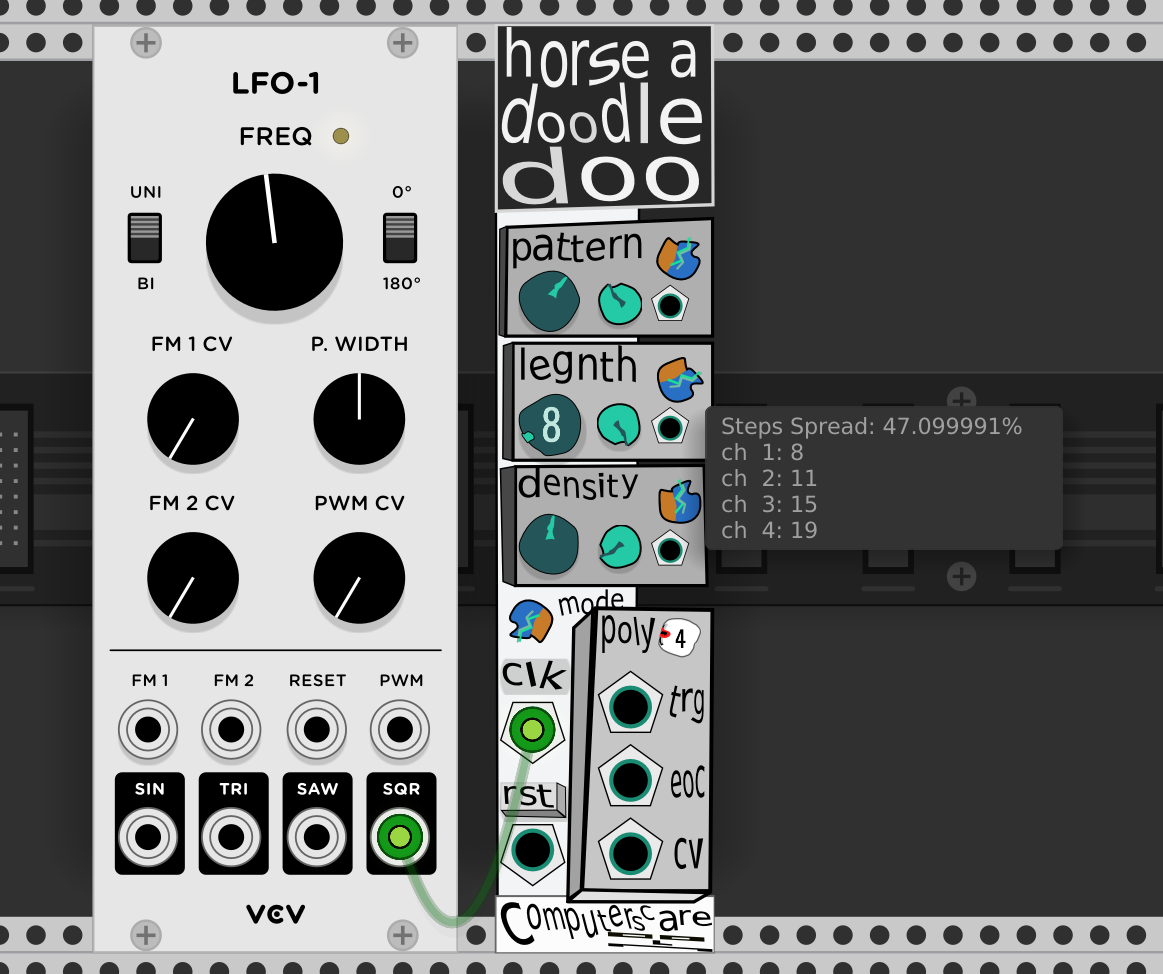 LFO-1
FREQ
UNI
0°
BI
180°
FM 1 CV
P. WIDTH
FM 2 CV
PWM CV
FM 1
FM 2
RESET
PWM
SIN
TRI
SAW
SQR
VCV
horse a
doodle
doo
pattern
legnth
8
density
mode
clk
rst
poly
4
trg
eoc
cv
Computerscare
Steps Spread: 47.099991%
ch 1: 8
ch 2: 11
ch 3: 15
ch 4: 19